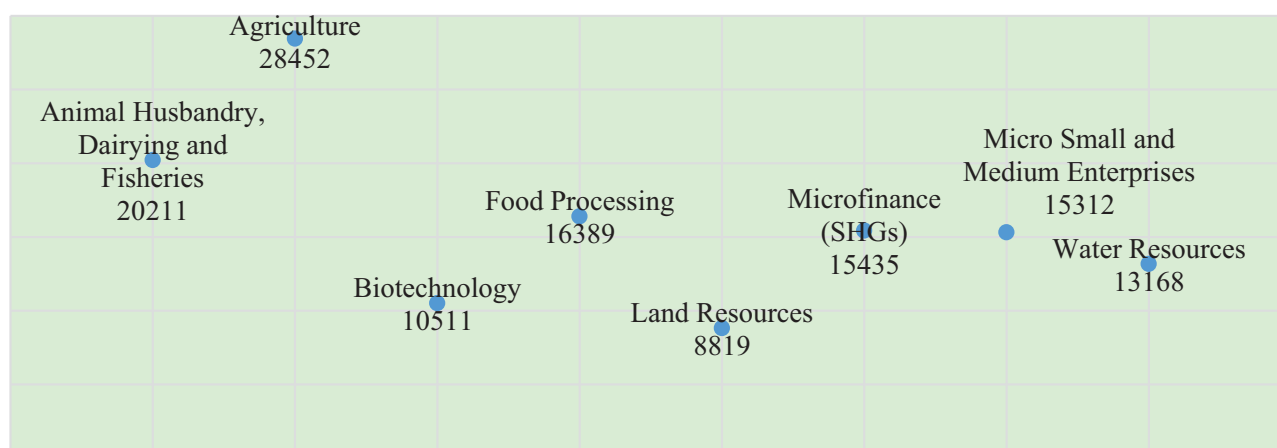 Agriculture
28452
Animal Husbandry,
Dairying and
Fisheries
20211
Biotechnology
10511
Food Processing
16389
Land Resources
8819
Microfinance
(SHGs)
15435
Micro Small and
Medium Enterprises
15312
Water Resources
13168